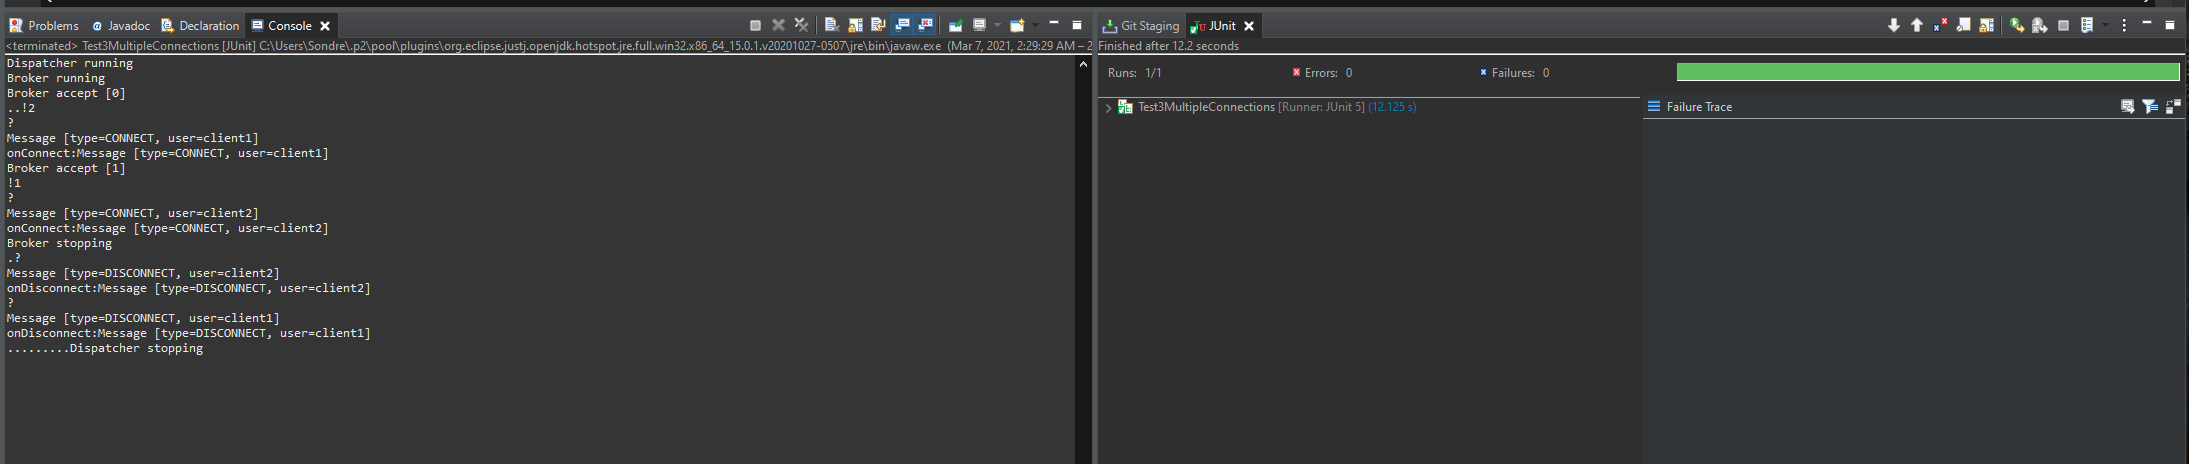 Problems Javadoc Declaration Console
<terminated> Test3MultipleConnections [JUnit] C:\Users\Sondre\.p2\pool\plugins\org.eclipse.justj.openjdk.hotspot.jre.full.win32.x86_64_15.0.1.v20201027-0507\jre\bin\javaw.exe (Mar 7, 2021, 2:29:29 AM – 2
Dispatcher running
Broker running
Broker accept [0]
..!2
?
Message [type=CONNECT, user=client1]
onConnect:Message [type=CONNECT, user=client1]
Broker accept [1]
!1
?
Message [type=CONNECT, user=client2]
onConnect:Message [type=CONNECT, user=client2]
Broker stopping
.?
Message [type=DISCONNECT, user=client2]
onDisconnect:Message [type=DISCONNECT, user=client2]
?
Message [type=DISCONNECT, user=client1]
onDisconnect:Message [type=DISCONNECT, user=client1]
.........Dispatcher stopping
Git Staging JUnit
Finished after 12.2 seconds
Runs: 1/1 Errors: 0 Failures: 0
Test3MultipleConnections [Runner: JUnit 5] (12.125 s)
Failure Trace